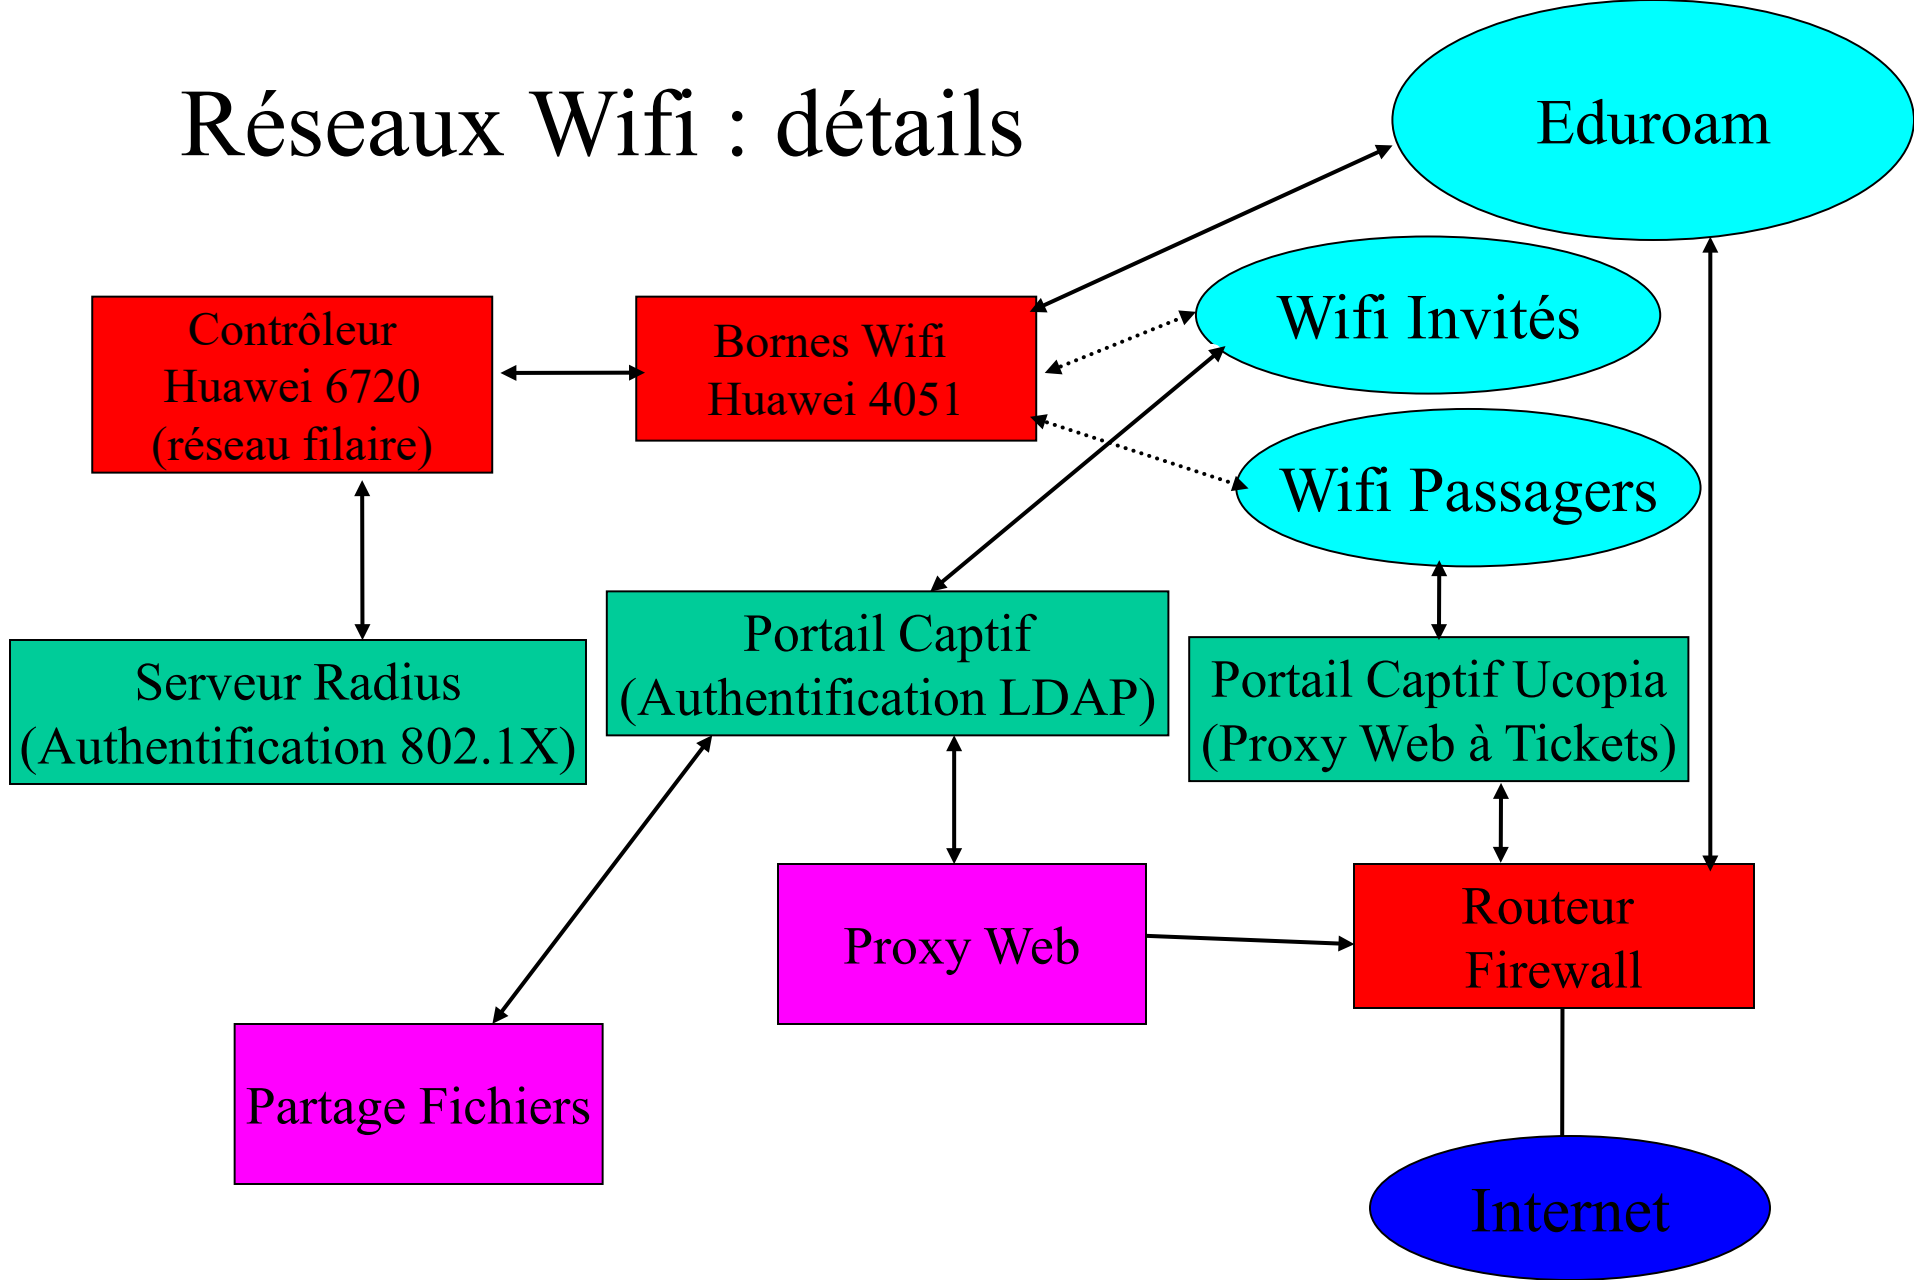 Réseaux Wifi : détails
Eduroam
Wifi Invités
Contrôleur
Huawei 6720
(réseau filaire)
Bornes Wifi
Huawei 4051
Wifi Passagers
Portail Captif
(Authentification LDAP)
Serveur Radius
(Authentification 802.1X)
Portail Captif Ucopia
(Proxy Web à Tickets)
Proxy Web
Routeur
Firewall
Partage Fichiers
Internet